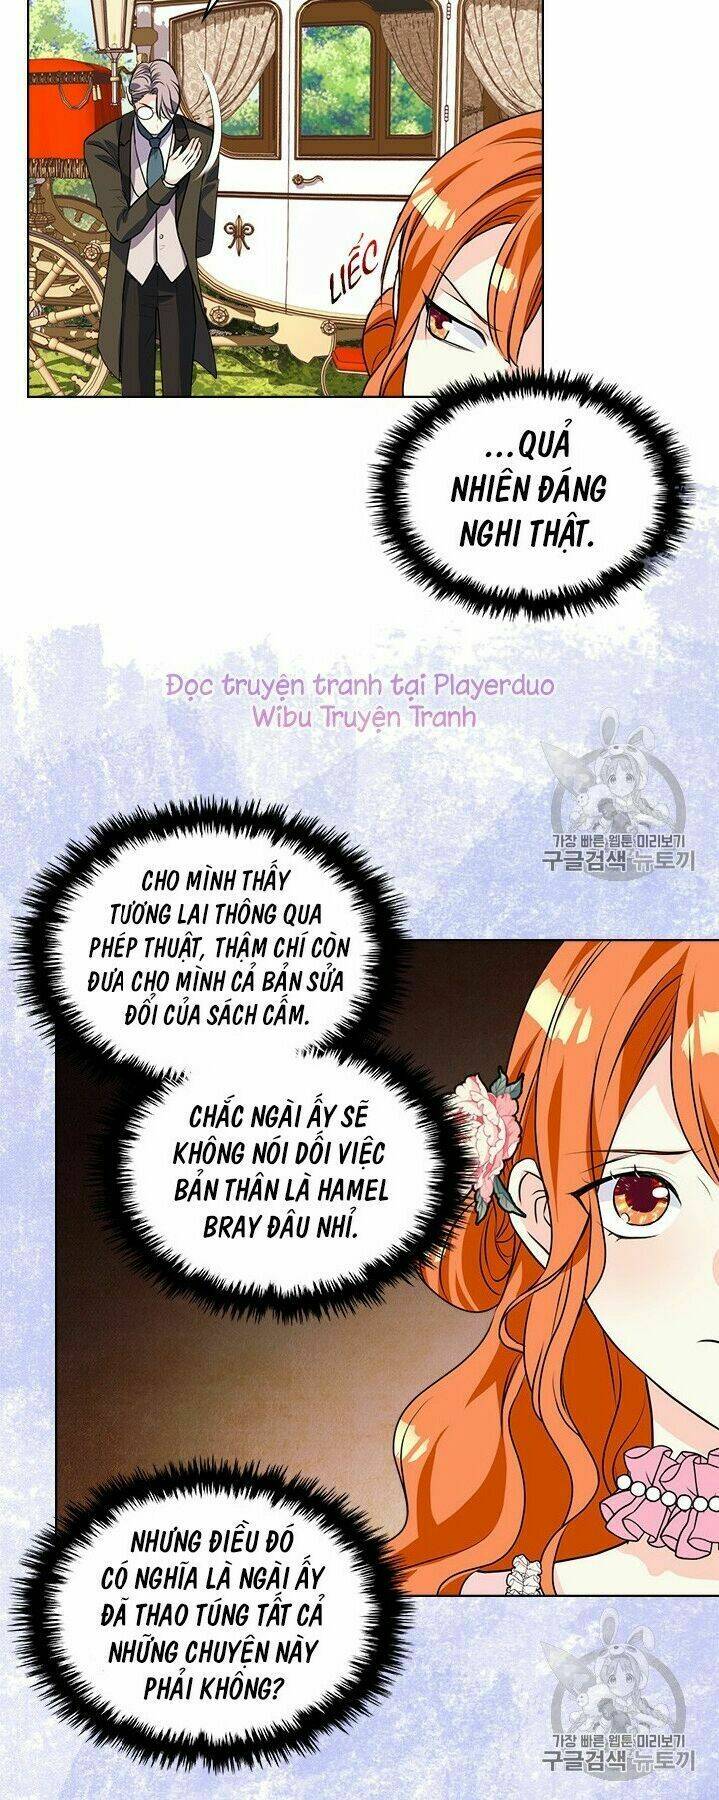 LIẾC
...QUẢ
NHIÊN ĐÁNG
NGHI THẬT.
Đọc truyện tranh tại Playerduo
Wibu Truyện Tranh
가장 빠른 웹툰 미리보기
구글검색 뉴토끼
CHO MÌNH THẤY
TƯƠNG LAI THÔNG QUA
PHÉP THUẬT, THẬM CHÍ CÒN
ĐƯA CHO MÌNH CẢ BẢN SỬA
ĐỔI CỦA SÁCH CẤM.
CHẮC NGÀI ẤY SẼ
KHÔNG NÓI DỐI VIỆC
BẢN THÂN LÀ HAMEL
BRAY ĐÂU NHỈ.
NHƯNG ĐIỀU ĐÓ
CÓ NGHĨA LÀ NGÀI ẤY
ĐÃ THAO TÚNG TẤT CẢ
NHỮNG CHUYỆN NÀY
PHẢI KHÔNG?
가장 빠른 웹툰 미리보기
구글검색 뉴토끼